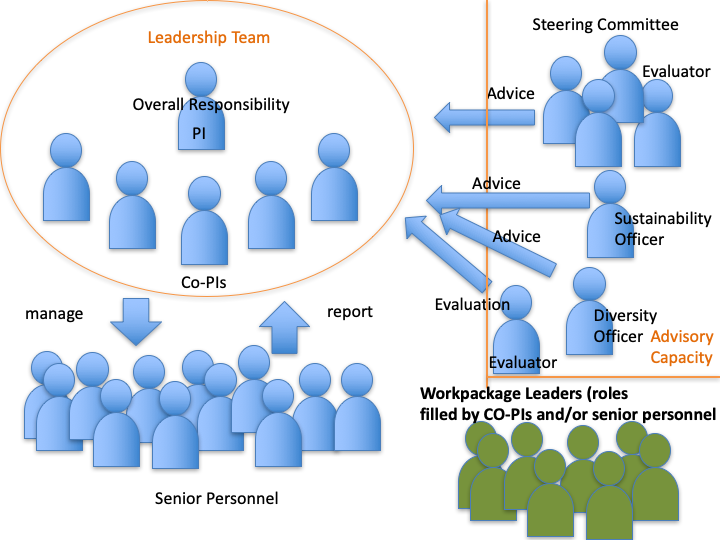 Leadership Team
Overall Responsibility
PI
Co-PIs
manage
report
Senior Personnel
Steering Committee
Evaluator
Advice
Advice
Sustainability
Officer
Advice
Evaluation
Diversity
Officer
Advisory
Capacity
Evaluator
Workpackage Leaders (roles
filled by CO-PIs and/or senior personnel